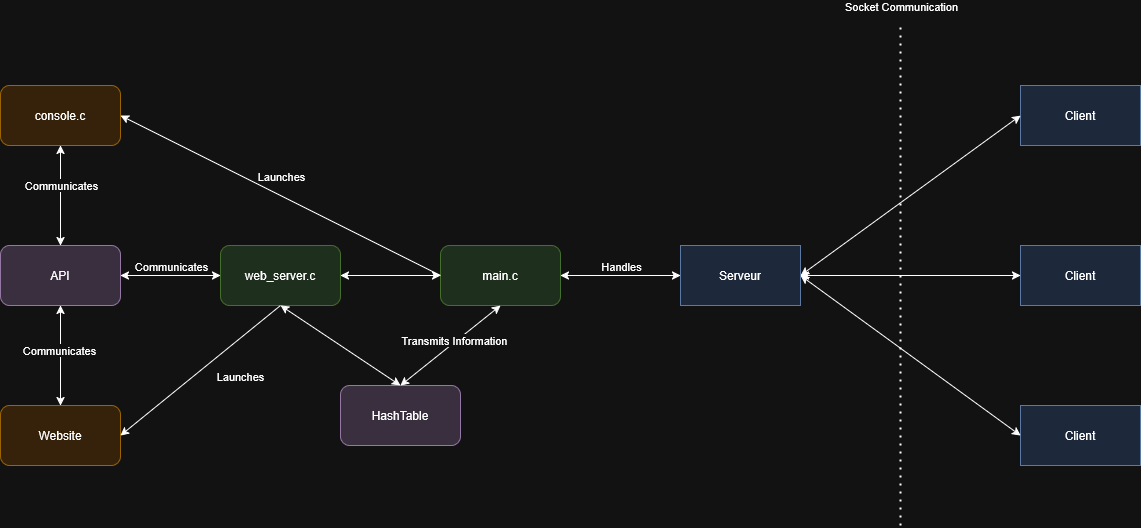 Socket Communication
console.c
Client
Launches
Communicates
API
Communicates
web_server.c
main.c
Handles
Serveur
Client
Communicates
Transmits Information
Launches
HashTable
Website
Client